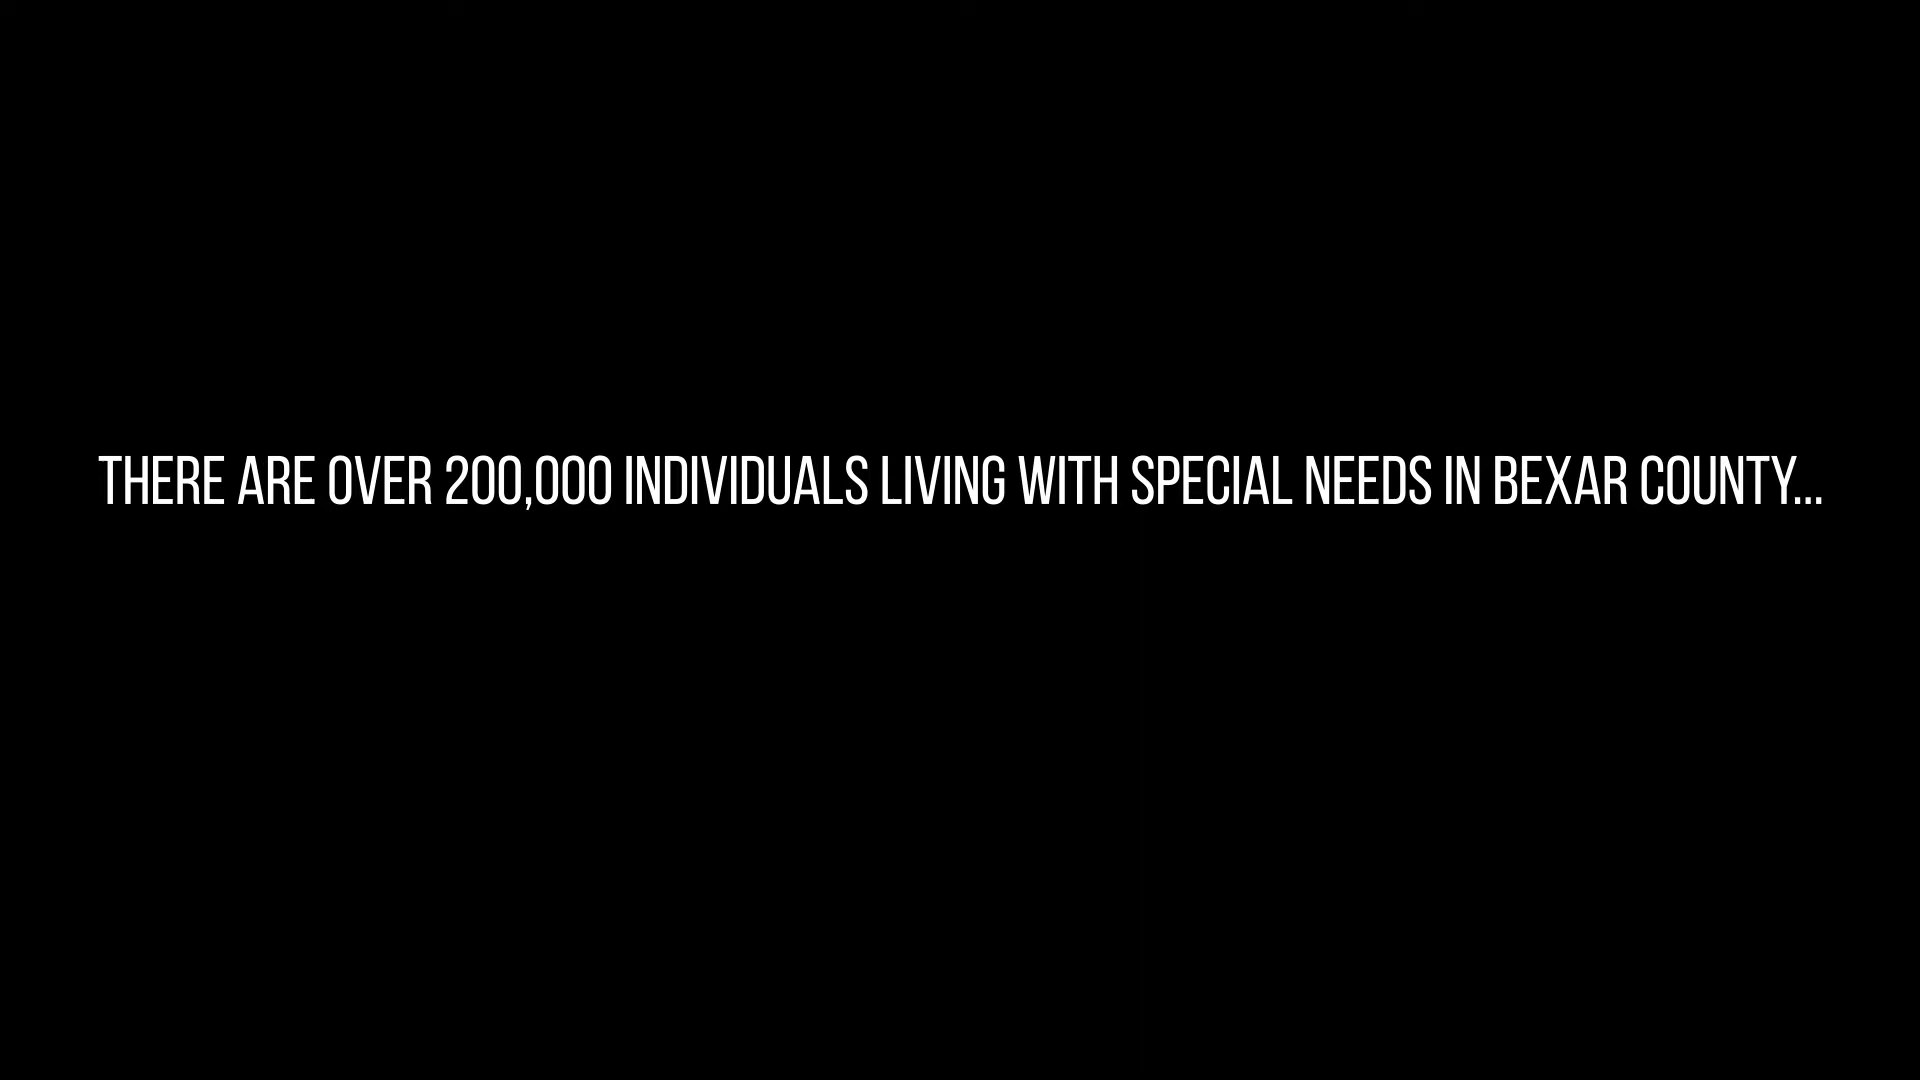 THERE ARE OVER 200,000 INDIVIDUALS LIVING WITH SPECIAL NEEDS IN BEXAR COUNTY...